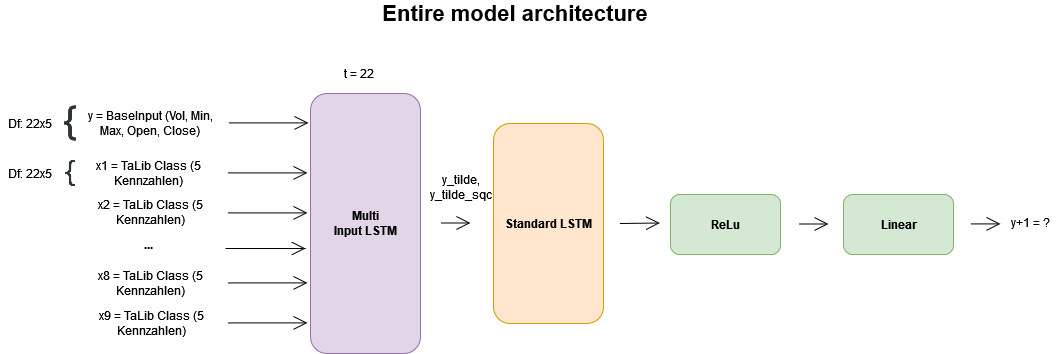 Entire model architecture
t = 22
Df: 22x5
{
y = BaseInput (Vol, Min,
Max, Open, Close)
Df: 22x5
{
x1 = TaLib Class (5
Kennzahlen)
x2 = TaLib Class (5
Kennzahlen)
...
x8 = TaLib Class (5
Kennzahlen)
x9 = TaLib Class (5
Kennzahlen)
Multi
Input LSTM
y_tilde,
y_tilde_sqc
Standard LSTM
ReLu
Linear
y+1 = ?